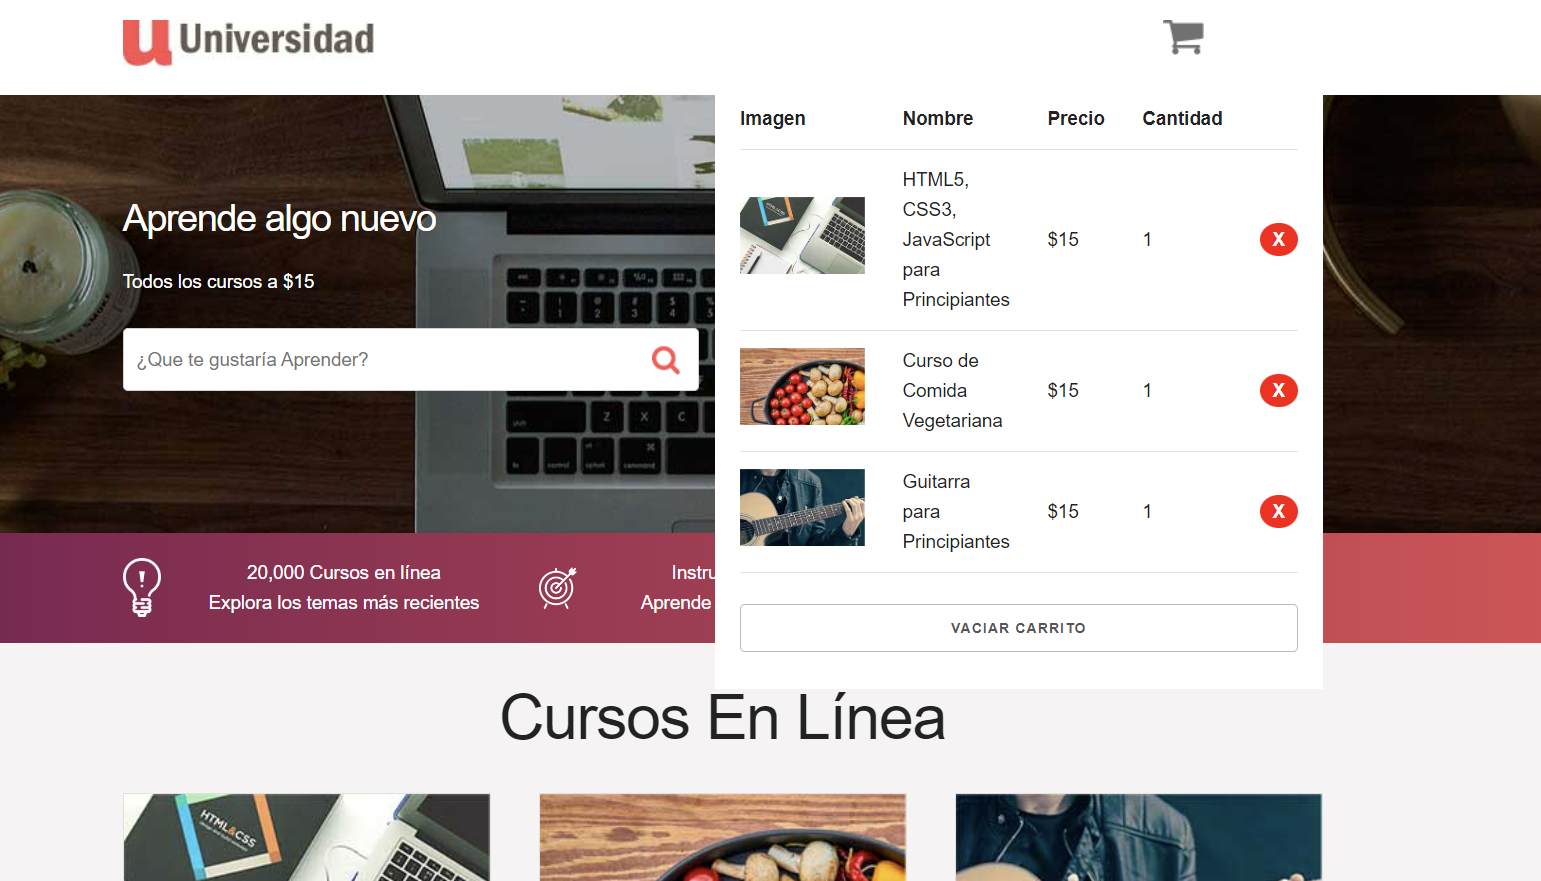 Universidad
Imagen Nombre Precio Cantidad
HTML5,
CSS3,
JavaScript
para
Principiantes
$15
1
X
Curso de
Comida
Vegetariana
$15
1
X
Guitarra
para
Principiantes
$15
1
X
VACIAR CARRITO
Aprende algo nuevo
Todos los cursos a $15
¿Que te gustaría Aprender?
20,000 Cursos en línea
Explora los temas más recientes
Instru
Aprende
Cursos En Línea
HTML&CSS